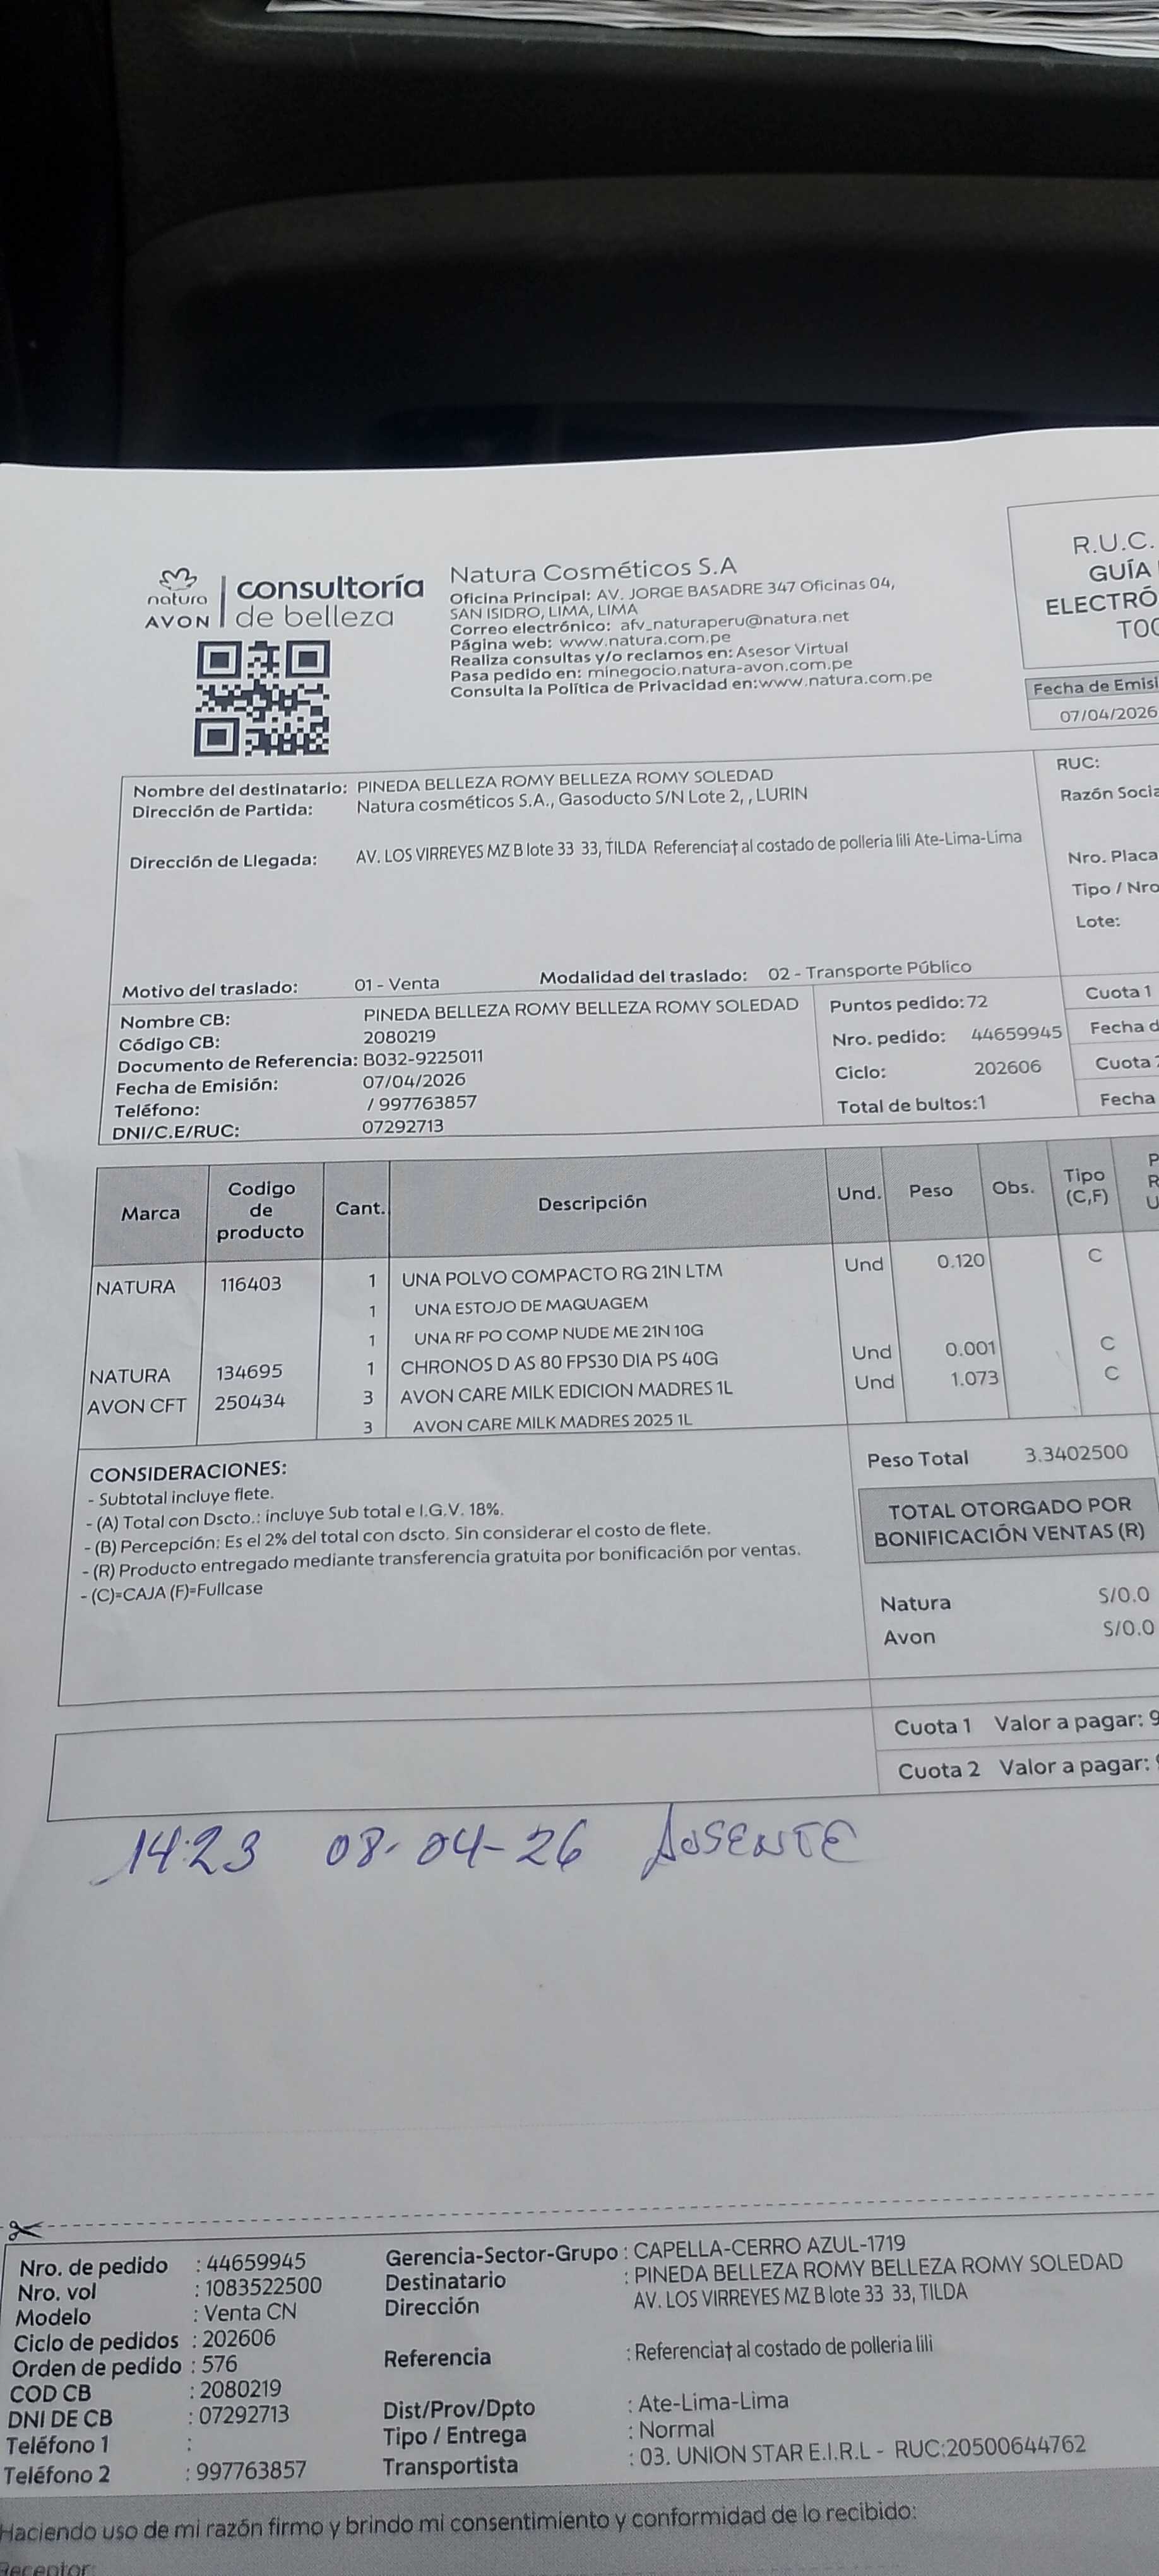 natura
AVON
consultoría
de belleza
Natura Cosméticos S.A
Oficina Principal: AV. JORGE BASADRE 347 Oficinas 04,
SAN ISIDRO, LIMA, LIMA
Correo electrónico: afv_naturaperu@natura.net
Página web: www.natura.com.pe
Realiza consultas y/o reclamos en: Asesor Virtual
Pasa pedido en: minegocio.natura-avon.com.pe
Consulta la Política de Privacidad en:www.natura.com.pe
R.U.C.
GUÍA
ELECTRÓ
T00
Fecha de Emisi
07/04/2026
Nombre del destinatario: PINEDA BELLEZA ROMY BELLEZA ROMY SOLEDAD
Dirección de Partida: Natura cosméticos S.A., Gasoducto S/N Lote 2, , LURIN
Dirección de Llegada: AV. LOS VIRREYES MZ B lote 33 33, TILDA Referencia† al costado de polleria lili Ate-Lima-Lima
Motivo del traslado: 01 - Venta Modalidad del traslado: 02 - Transporte Público
RUC:
Razón Socia
Nro. Placa
Tipo / Nro
Lote:
Nombre CB: PINEDA BELLEZA ROMY BELLEZA ROMY SOLEDAD
Código CB: 2080219
Documento de Referencia: B032-9225011
Fecha de Emisión: 07/04/2026
Teléfono: / 997763857
DNI/C.E/RUC: 07292713
Puntos pedido: 72
Nro. pedido: 44659945
Ciclo: 202606
Total de bultos:1
Cuota 1
Fecha d
Cuota 2
Fecha
Marca Codigo de producto Cant. Descripción Und. Peso Obs. Tipo (C,F) P R U
NATURA 116403 1 UNA POLVO COMPACTO RG 21N LTM Und 0.120 C
1 UNA ESTOJO DE MAQUAGEM
1 UNA RF PO COMP NUDE ME 21N 10G
NATURA 134695 1 CHRONOS D AS 80 FPS30 DIA PS 40G Und 0.001 C
AVON CFT 250434 3 AVON CARE MILK EDICION MADRES 1L Und 1.073 C
3 AVON CARE MILK MADRES 2025 1L
CONSIDERACIONES:
- Subtotal incluye flete.
- (A) Total con Dscto.: incluye Sub total e I.G.V. 18%.
- (B) Percepción: Es el 2% del total con dscto. Sin considerar el costo de flete.
- (R) Producto entregado mediante transferencia gratuita por bonificación por ventas.
- (C)=CAJA (F)=Fullcase
Peso Total 3.3402500
TOTAL OTORGADO POR
BONIFICACIÓN VENTAS (R)
Natura S/0.0
Avon S/0.0
Cuota 1 Valor a pagar: 9
Cuota 2 Valor a pagar:
14:23 08-04-26 AUSENTE
Nro. de pedido : 44659945
Nro. vol : 1083522500
Modelo : Venta CN
Ciclo de pedidos : 202606
Orden de pedido : 576
COD CB : 2080219
DNI DE CB : 07292713
Teléfono 1 :
Teléfono 2 : 997763857
Gerencia-Sector-Grupo : CAPELLA-CERRO AZUL-1719
Destinatario : PINEDA BELLEZA ROMY BELLEZA ROMY SOLEDAD
Dirección AV. LOS VIRREYES MZ B lote 33 33, TILDA
Referencia : Referencia† al costado de polleria lili
Dist/Prov/Dpto : Ate-Lima-Lima
Tipo / Entrega : Normal
Transportista : 03. UNION STAR E.I.R.L - RUC:20500644762
Haciendo uso de mi razón firmo y brindo mi consentimiento y conformidad de lo recibido:
Receptor: